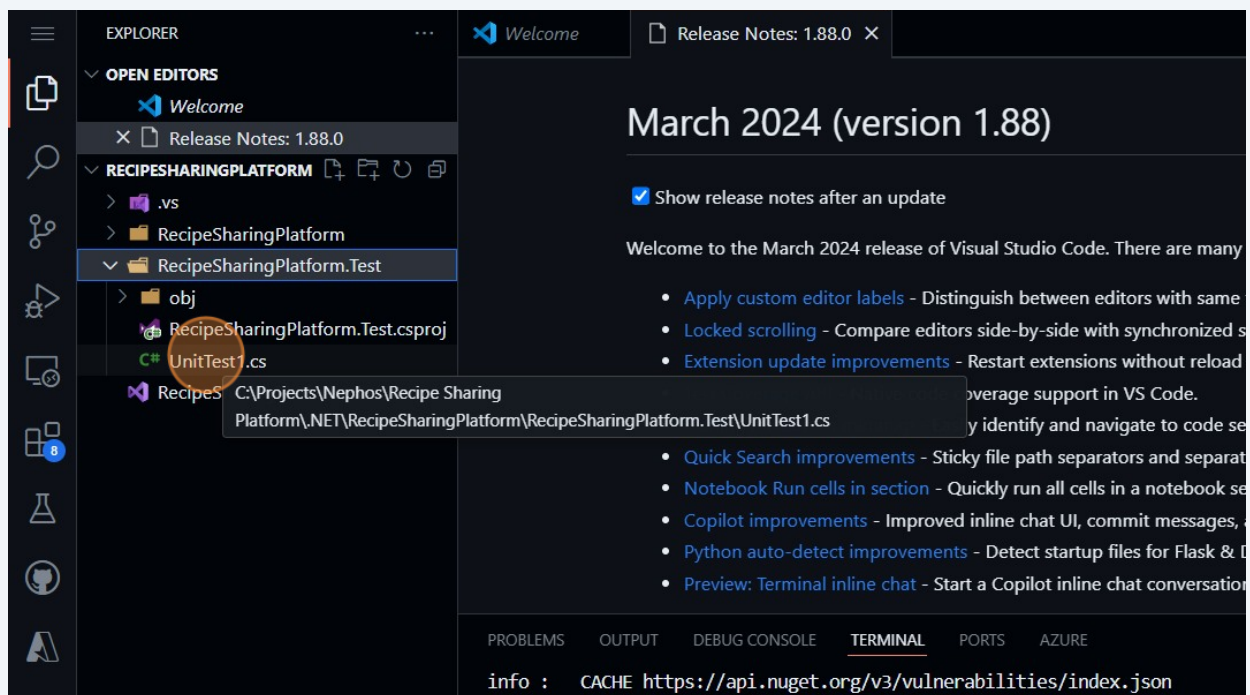 EXPLORER
OPEN EDITORS
Welcome
Release Notes: 1.88.0
RECIPESHARINGPLATFORM
.vs
RecipeSharingPlatform
RecipeSharingPlatform.Test
obj
RecipeSharingPlatform.Test.csproj
C# UnitTest1.cs
RecipeS
C:\Projects\Nephos\Recipe Sharing
Platform\.NET\RecipeSharingPlatform\RecipeSharingPlatform.Test\UnitTest1.cs
8
Welcome
Release Notes: 1.88.0
March 2024 (version 1.88)
Show release notes after an update
Welcome to the March 2024 release of Visual Studio Code. There are many
Apply custom editor labels - Distinguish between editors with same
Locked scrolling - Compare editors side-by-side with synchronized s
Extension update improvements - Restart extensions without reload
overage support in VS Code.
y identify and navigate to code se
Quick Search improvements - Sticky file path separators and separat
Notebook Run cells in section - Quickly run all cells in a notebook se
Copilot improvements - Improved inline chat UI, commit messages,
Python auto-detect improvements - Detect startup files for Flask &
Preview: Terminal inline chat - Start a Copilot inline chat conversation
PROBLEMS OUTPUT DEBUG CONSOLE TERMINAL PORTS AZURE
info : CACHE https://api.nuget.org/v3/vulnerabilities/index.json